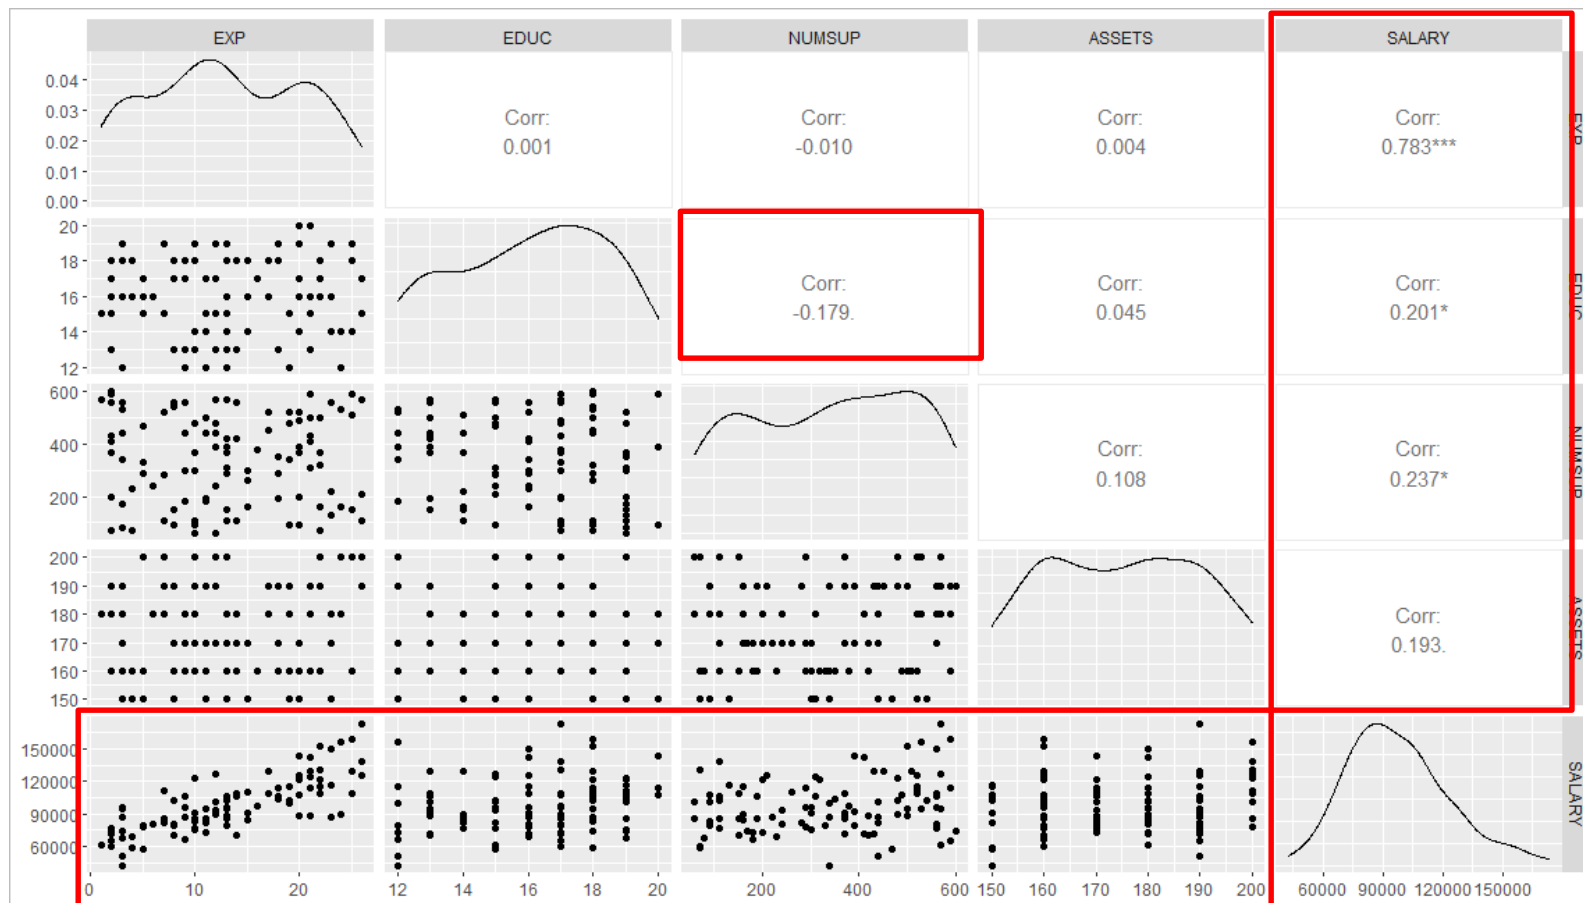 EXP EDUC NUMSUP ASSETS SALARY
0.04
0.03
0.02
0.01
0.00
Corr:
0.001
Corr:
-0.010
Corr:
0.004
Corr:
0.783***
EXP
20
18
16
14
12
Corr:
-0.179.
Corr:
0.045
Corr:
0.201*
EDUC
600
400
200
Corr:
0.108
Corr:
0.237*
NUMSUP
200
190
180
170
160
150
Corr:
0.193.
ASSETS
150000
120000
90000
60000
SALARY
0 10 20 12 14 16 18 20 200 400 600 150 160 170 180 190 200 60000 90000 120000 150000